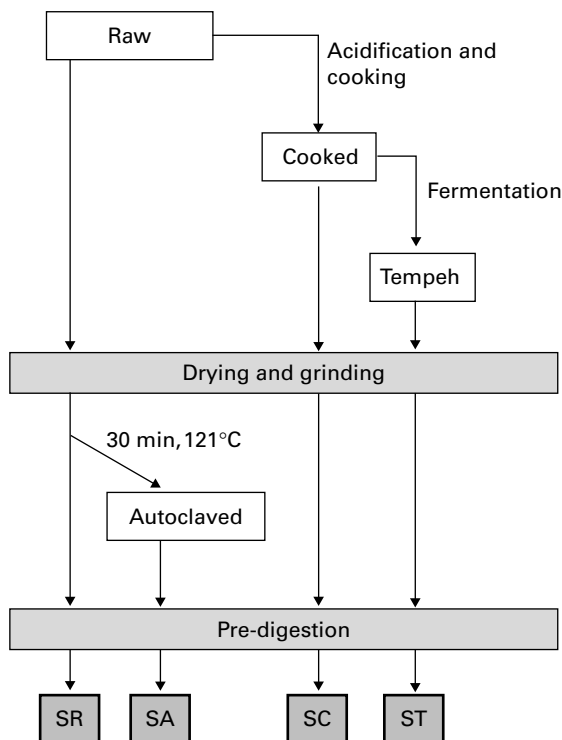 Raw
Acidification and
cooking
Cooked
Fermentation
Tempeh
Drying and grinding
30 min, 121°C
Autoclaved
Pre-digestion
SR
SA
SC
ST